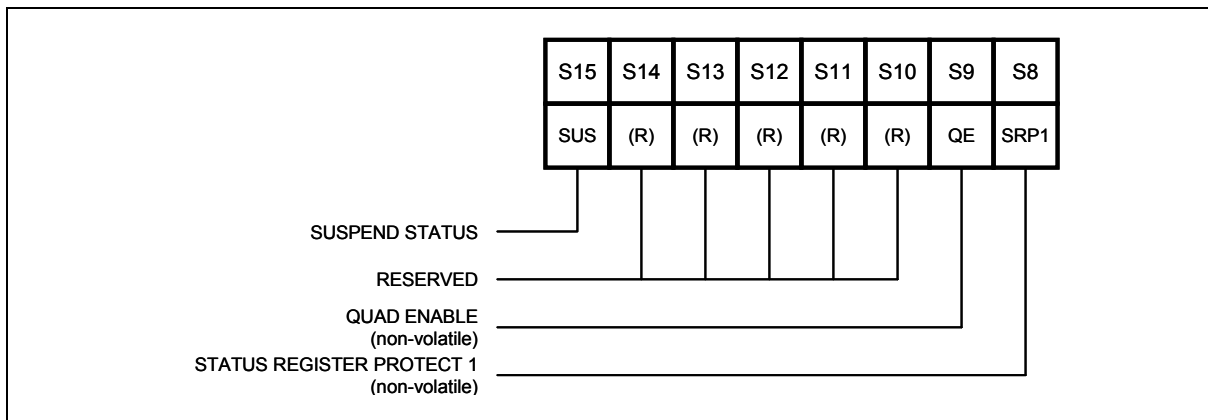 S15 S14 S13 S12 S11 S10 S9 S8
SUS (R) (R) (R) (R) (R) QE SRP1
SUSPEND STATUS
RESERVED
QUAD ENABLE
(non-volatile)
STATUS REGISTER PROTECT 1
(non-volatile)